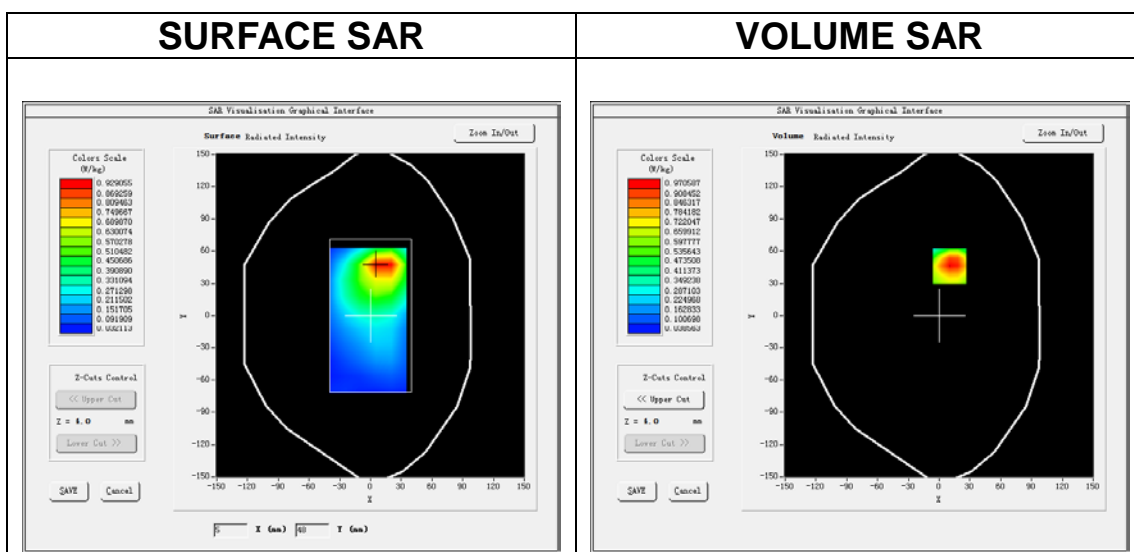 SURFACE SAR
SAR Visualisation Graphical Interface
Surface Radiated Intensity
Zoom In/Out
Colors Scale
(W/kg)
0.929055
0.869259
0.809463
0.749667
0.689870
0.630074
0.570278
0.510482
0.450686
0.390890
0.331094
0.271298
0.211502
0.151705
0.091909
0.032113
Z-Cuts Control
<< Upper Cut
Z = 4.0 mm
Lower Cut >>
SAVE Cancel
150
120
90
60
30
0
-30
-60
-90
-120
-150
Y
-150 -120 -90 -60 -30 0 30 60 90 120 150
X
5 X (mm) 48 Y (mm)
VOLUME SAR
SAR Visualisation Graphical Interface
Volume Radiated Intensity
Zoom In/Out
Colors Scale
(W/kg)
0.970587
0.908452
0.846317
0.784182
0.722047
0.659912
0.597777
0.535643
0.473508
0.411373
0.349238
0.287103
0.224968
0.162833
0.100698
0.038563
Z-Cuts Control
<< Upper Cut
Z = 4.0 mm
Lower Cut >>
SAVE Cancel
150
120
90
60
30
0
-30
-60
-90
-120
-150
Y
-150 -120 -90 -60 -30 0 30 60 90 120 150
X